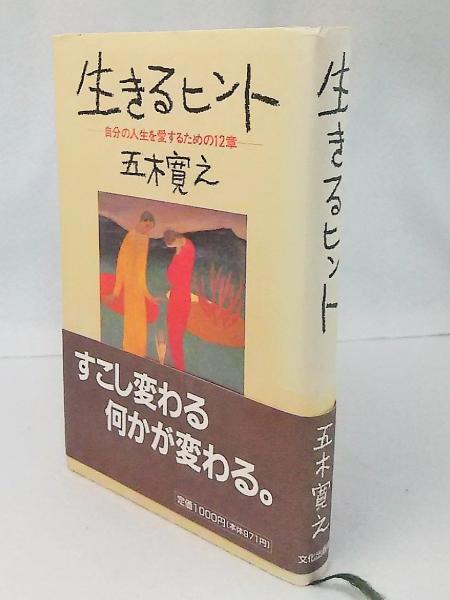 生きるヒント
自分の人生を愛するための12章
五木寛之
すこし変わる
何かが変わる。
定価1000円(本体971円)
生きるヒント
五木寛之
文化出